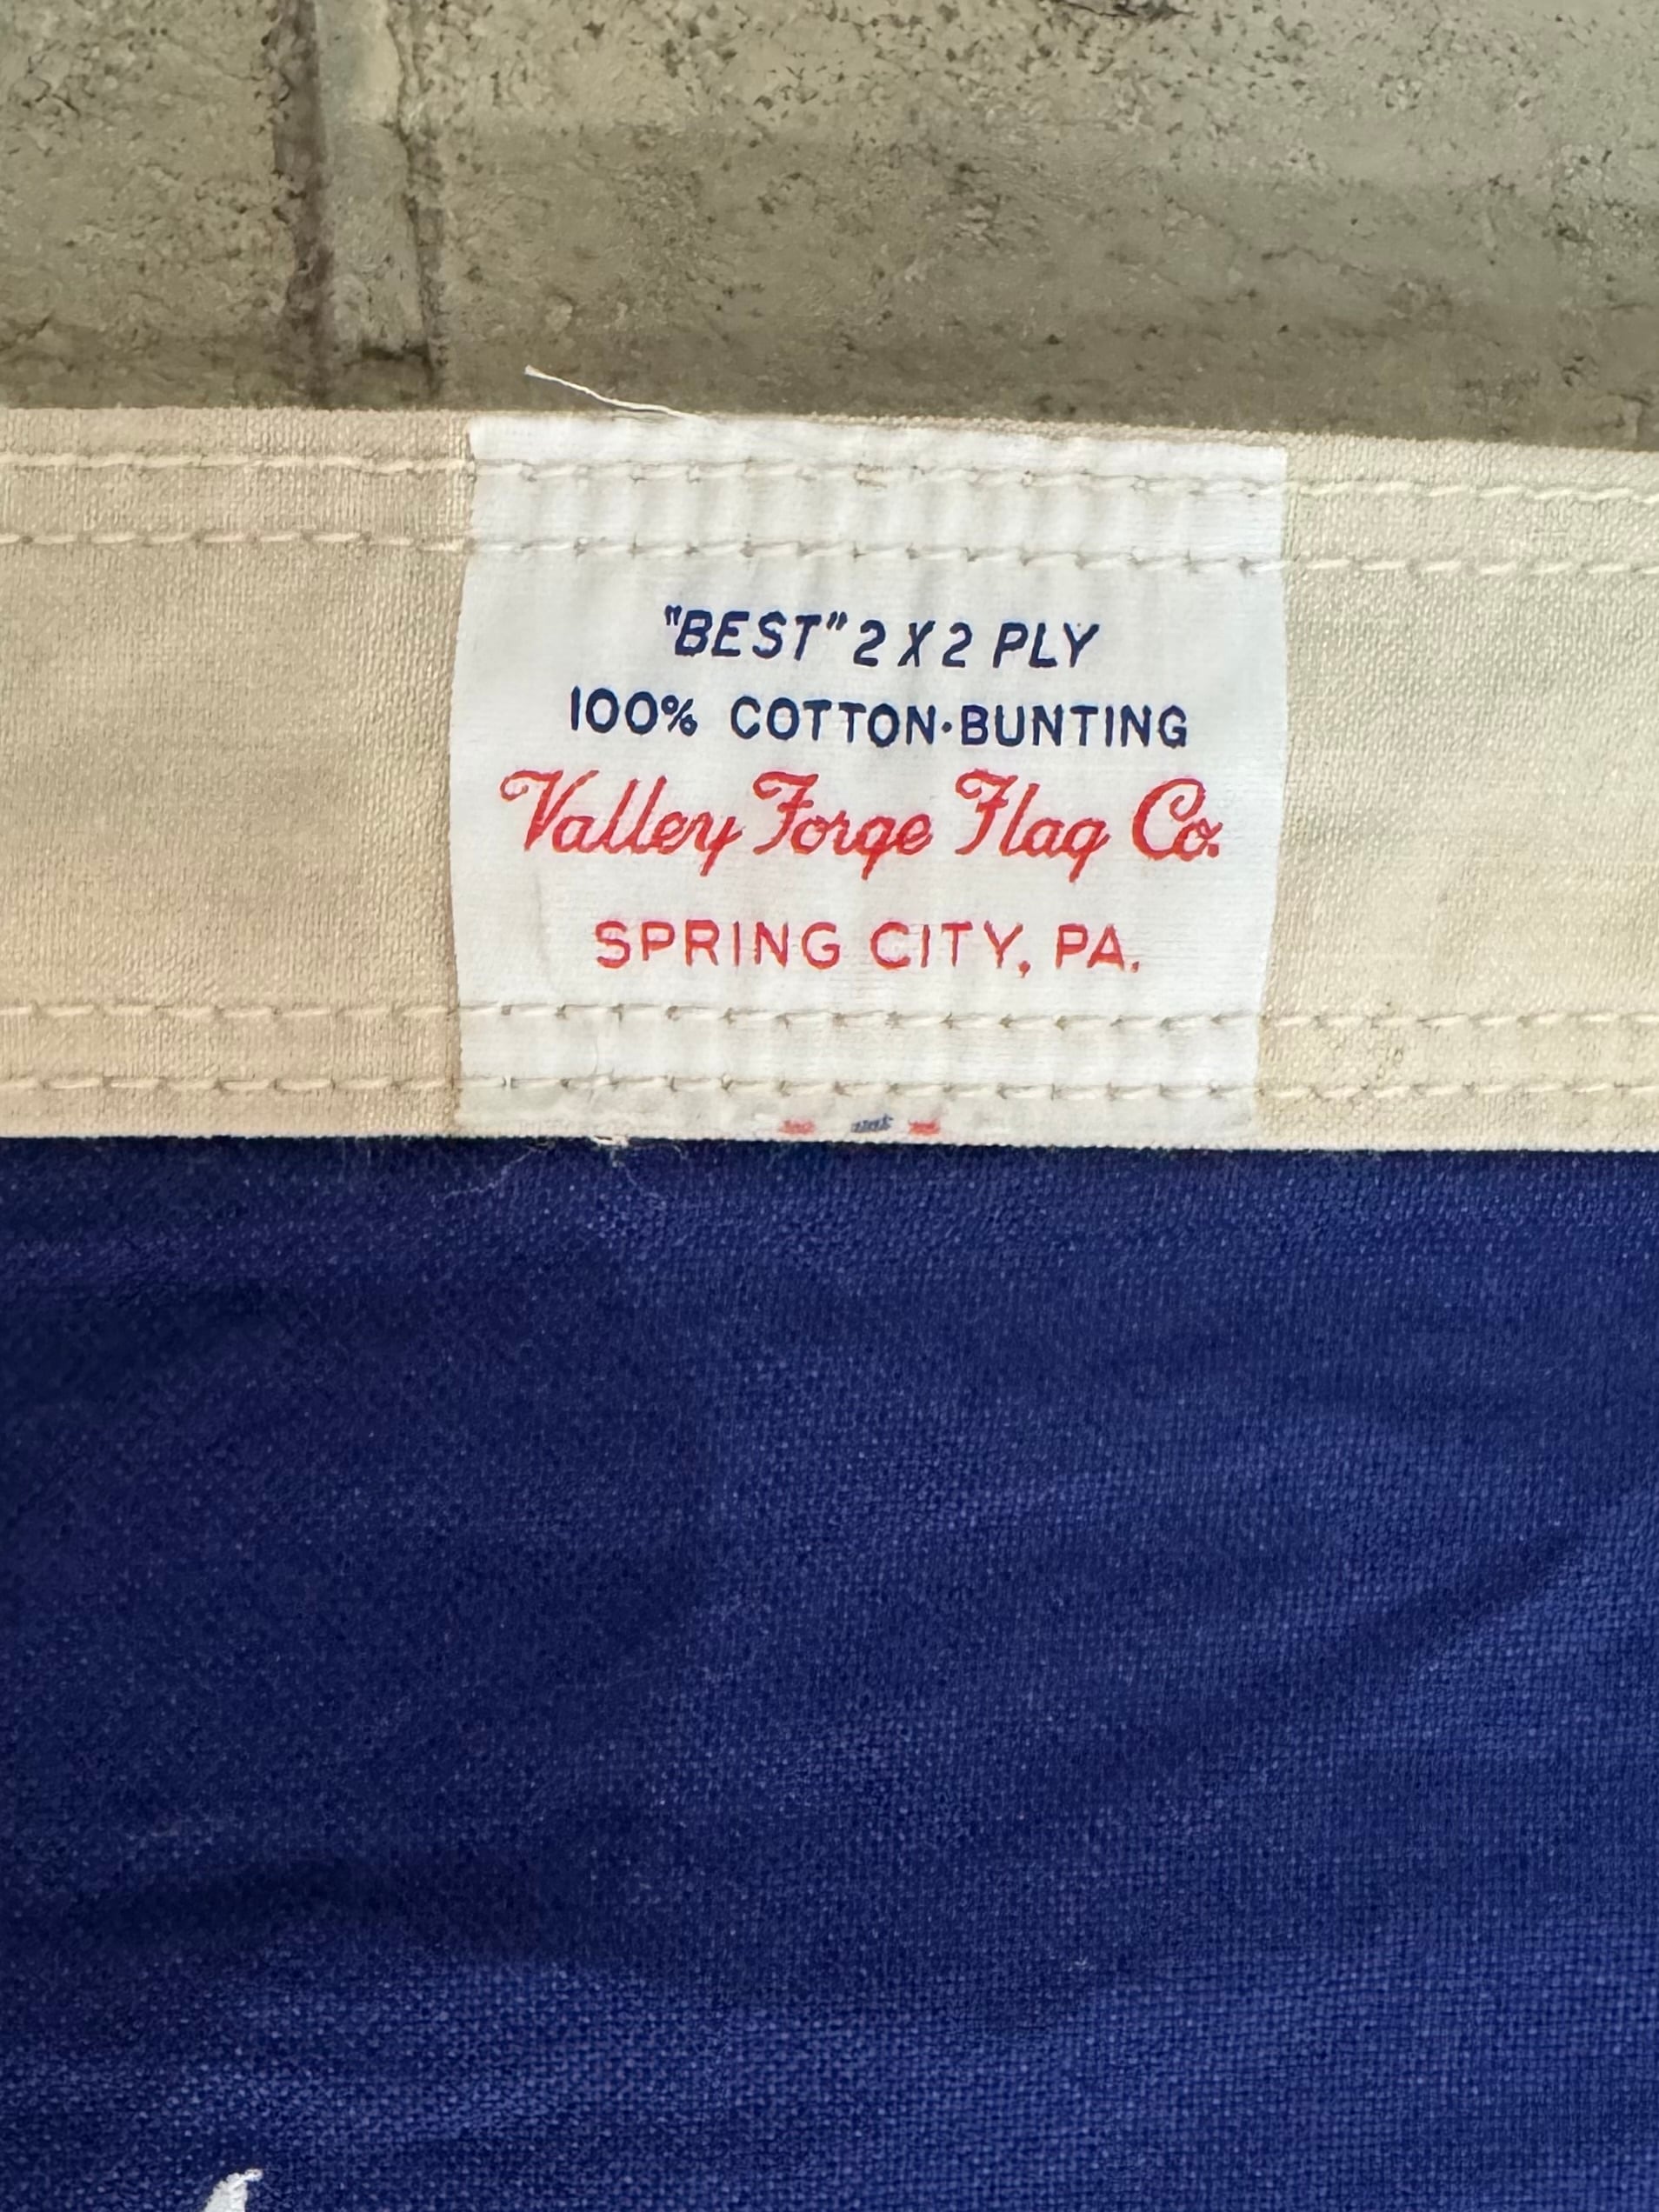 "BEST" 2 X 2 PLY
100% COTTON·BUNTING
Valley Forge Flag Co.
SPRING CITY, PA.